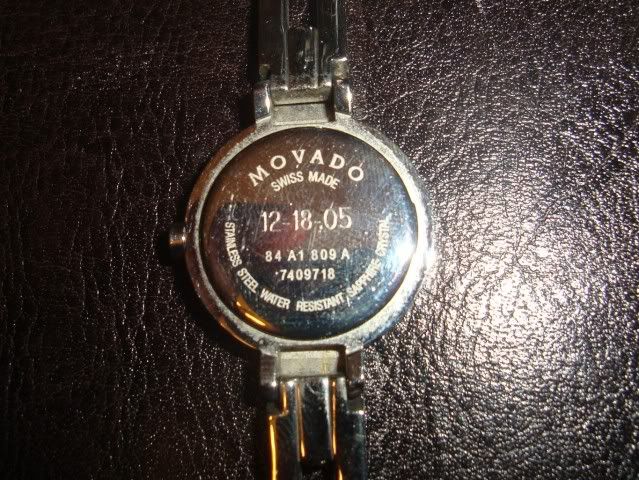 MOVADO
SWISS MADE
12-18-05
84 A1 809 A
7409718
STAINLESS STEEL WATER RESISTANT SAPPHIRE CRYSTAL